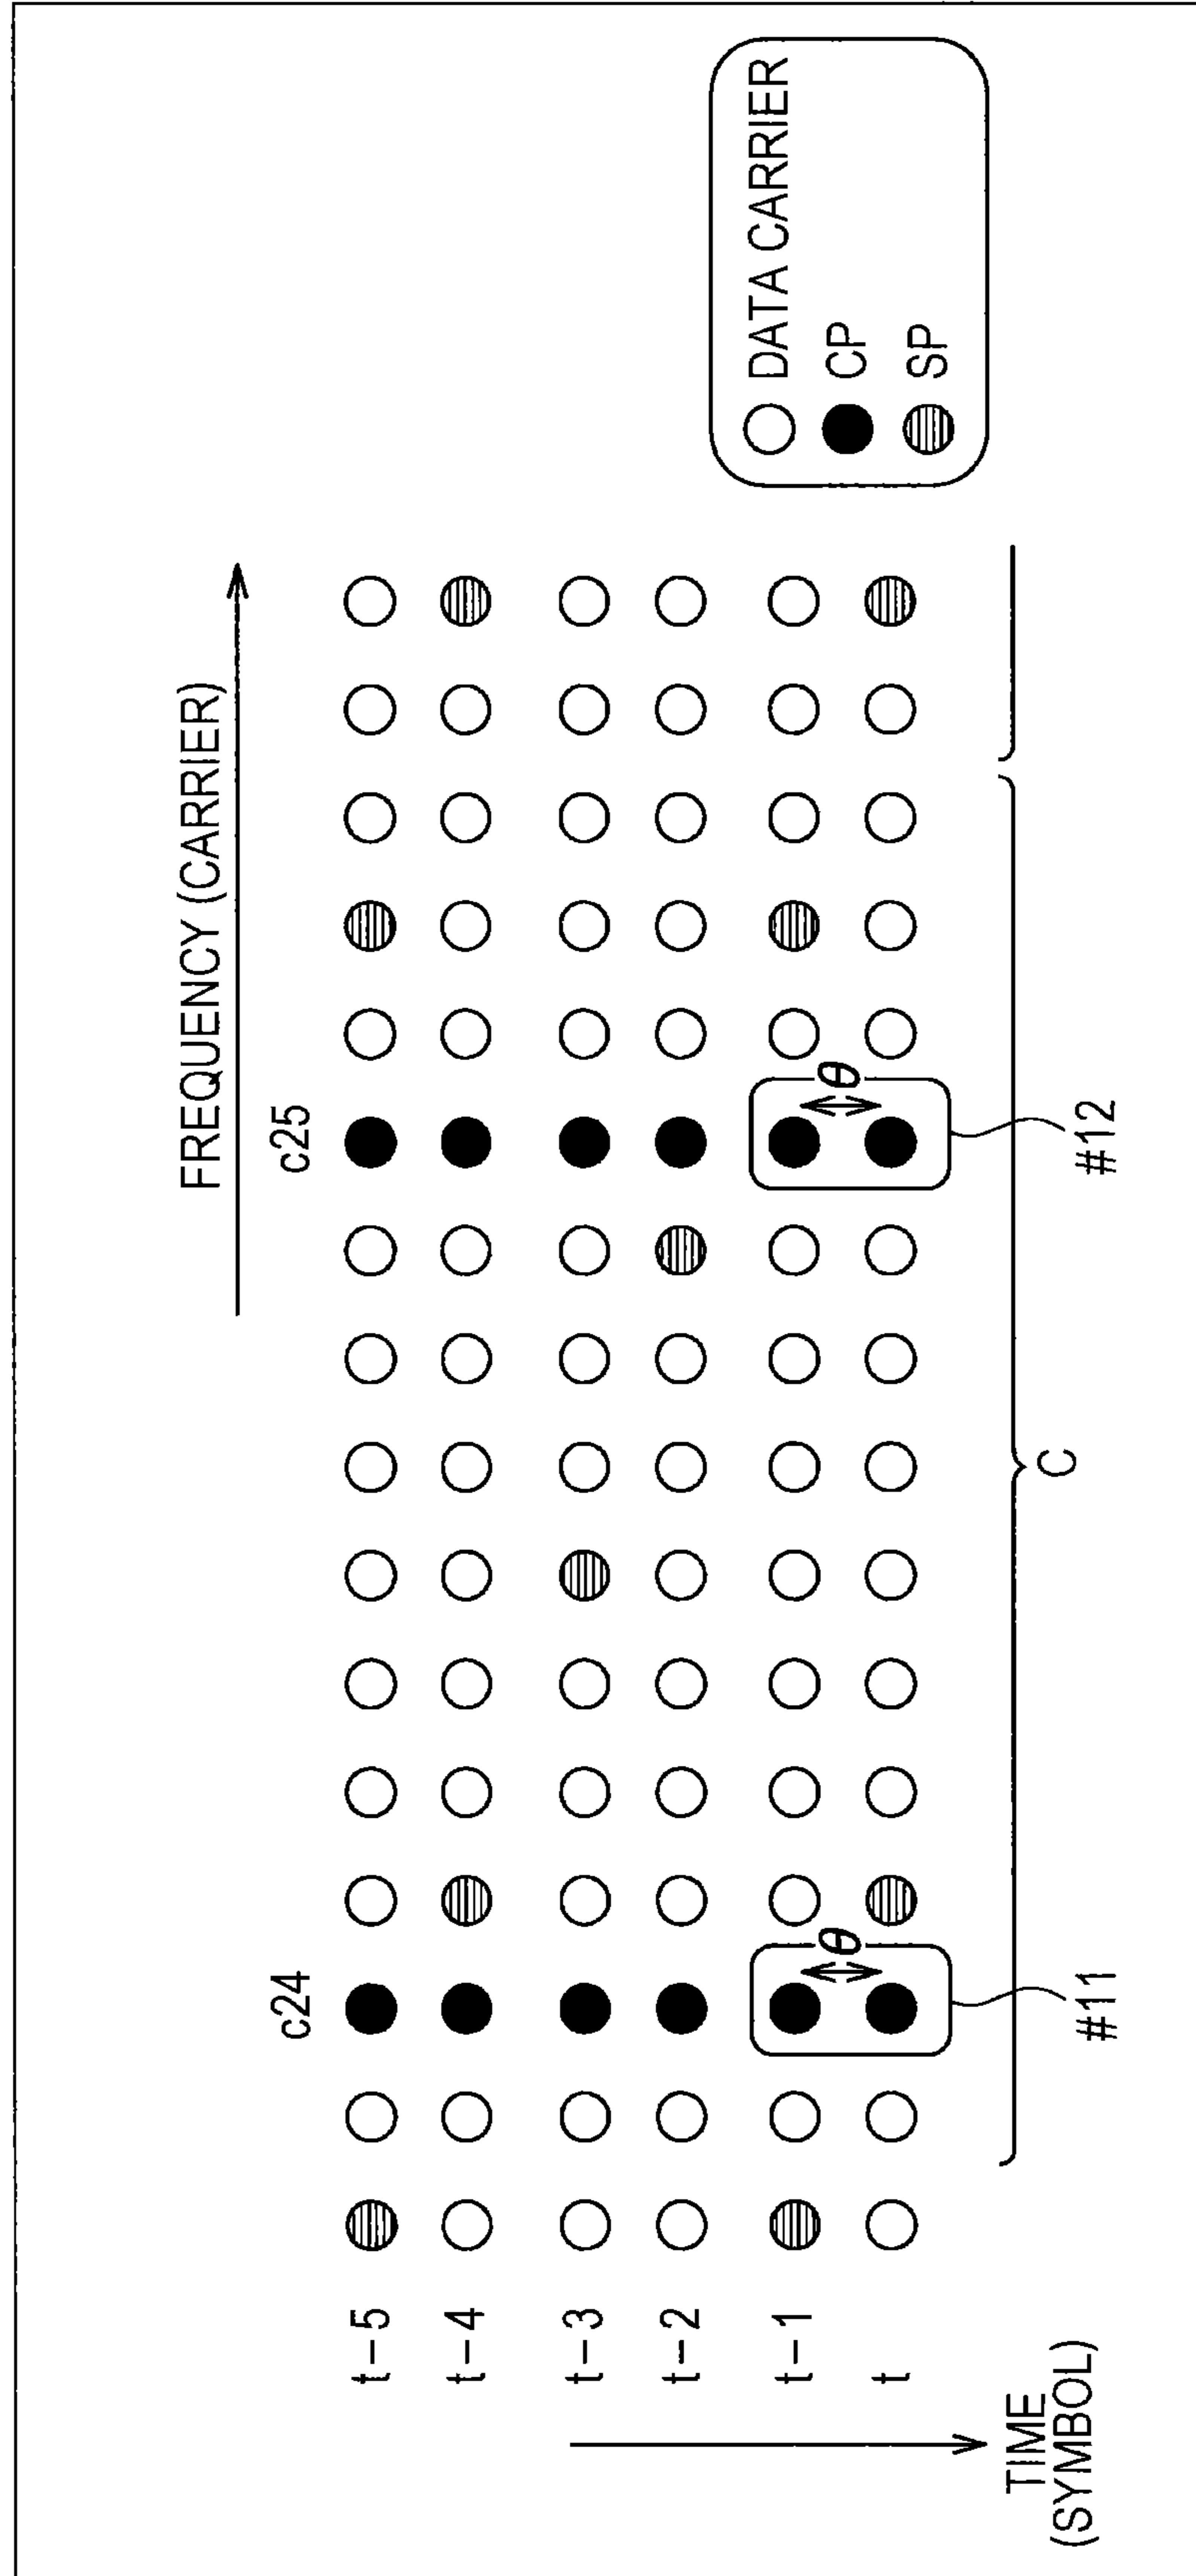 FREQUENCY (CARRIER)
c24
c25
t-5
t-4
t-3
t-2
t-1
t
θ
θ
TIME
(SYMBOL)
#11
#12
C
DATA CARRIER
CP
SP